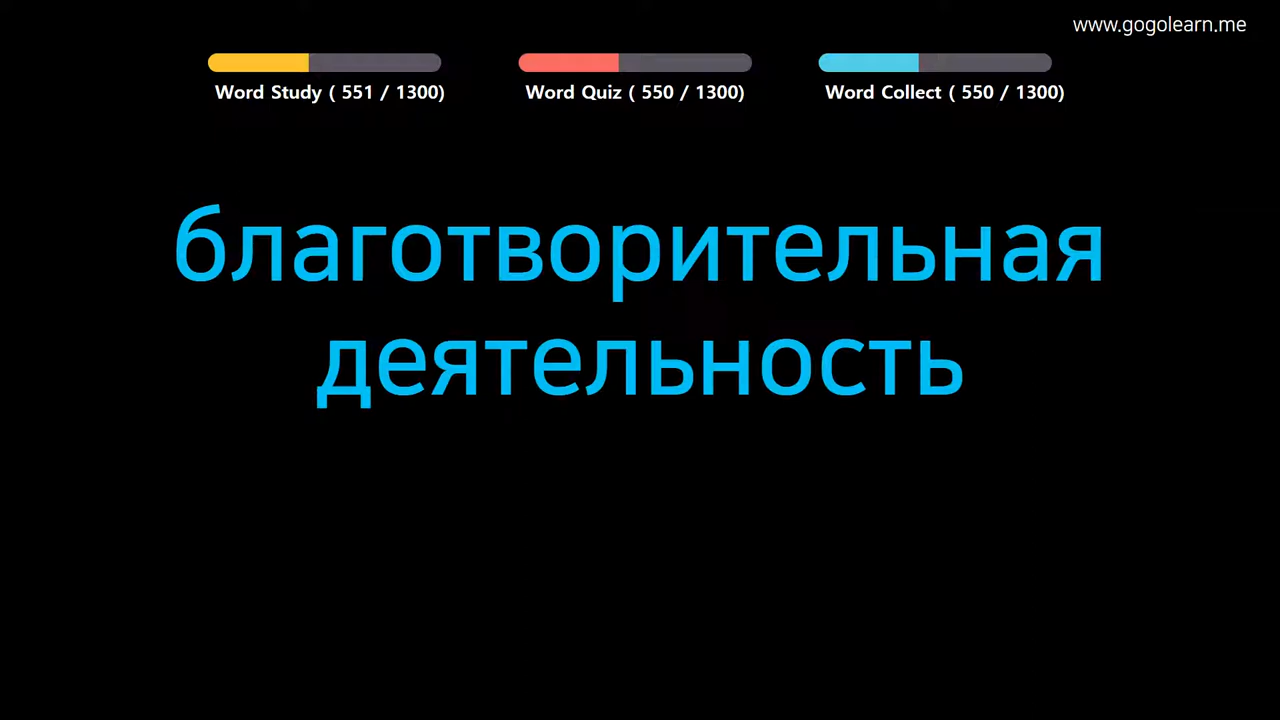 www.gogolearn.me
Word Study ( 551 / 1300) Word Quiz ( 550 / 1300) Word Collect ( 550 / 1300)
благотворительная
деятельность